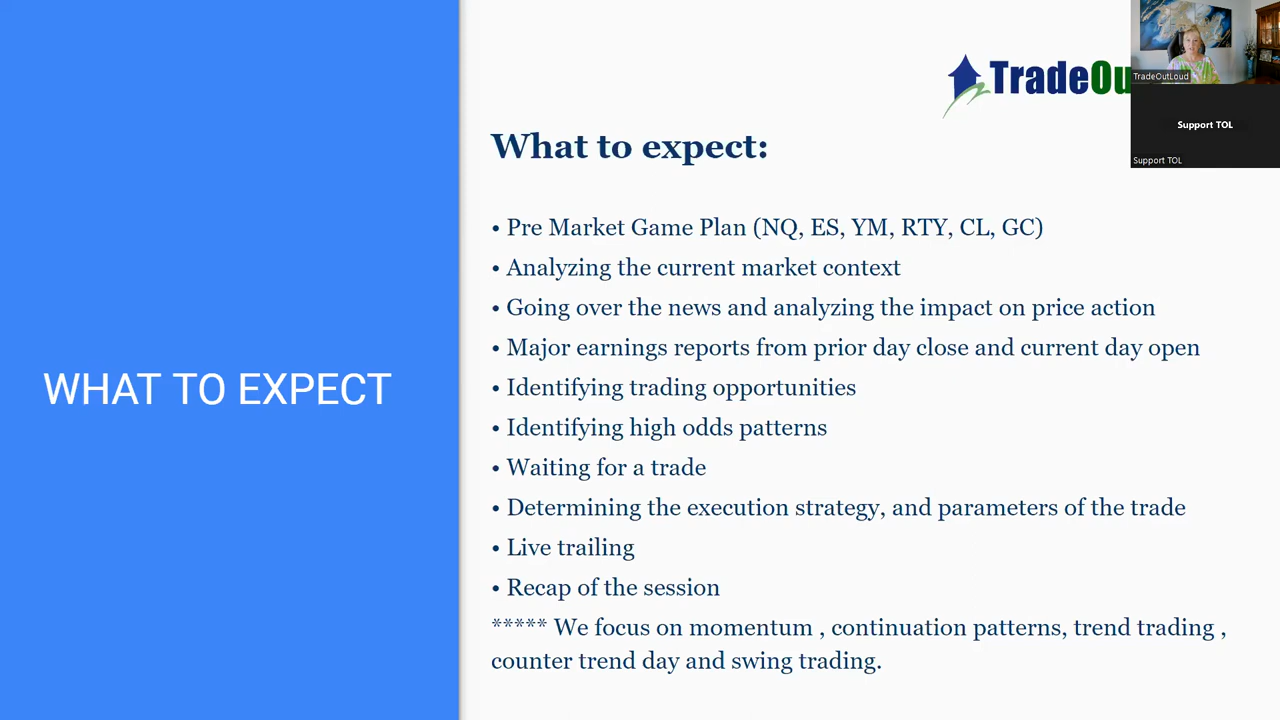 WHAT TO EXPECT
TradeOu
What to expect:
• Pre Market Game Plan (NQ, ES, YM, RTY, CL, GC)
• Analyzing the current market context
• Going over the news and analyzing the impact on price action
• Major earnings reports from prior day close and current day open
• Identifying trading opportunities
• Identifying high odds patterns
• Waiting for a trade
• Determining the execution strategy, and parameters of the trade
• Live trailing
• Recap of the session
***** We focus on momentum , continuation patterns, trend trading ,
counter trend day and swing trading.
TradeOutLoud
Support TOL
Support TOL